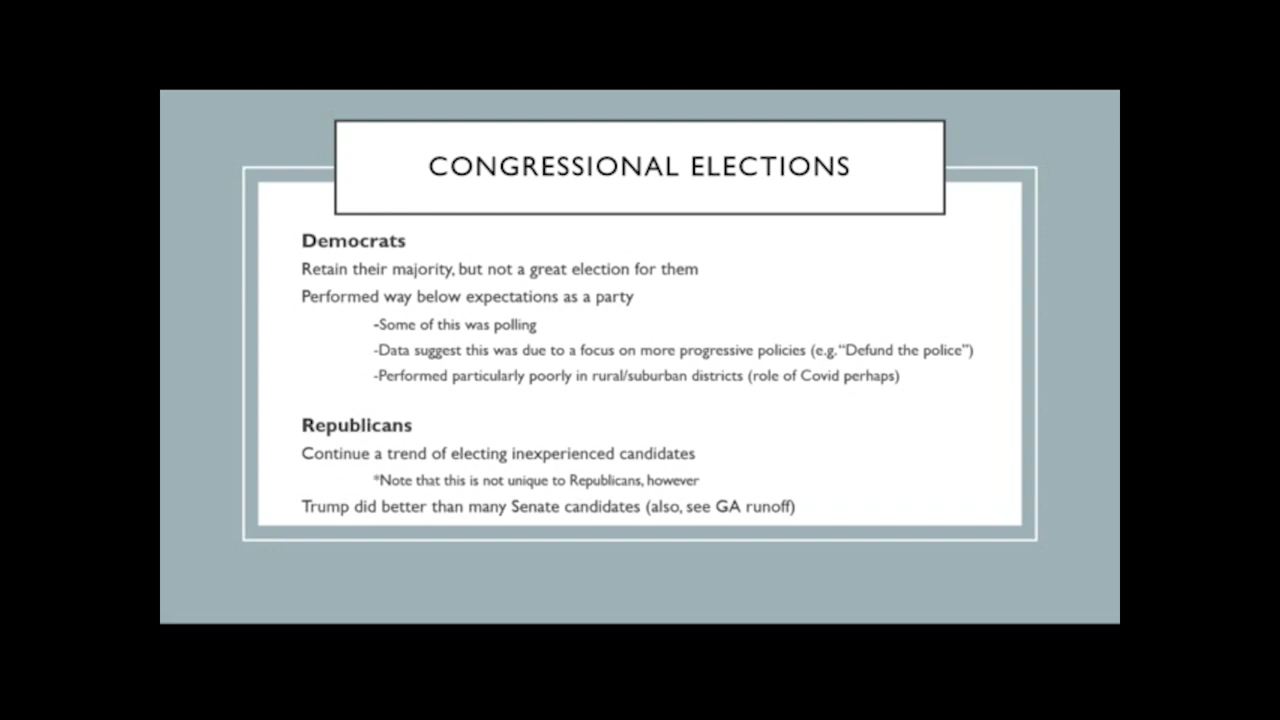 CONGRESSIONAL ELECTIONS
Democrats
Retain their majority, but not a great election for them
Performed way below expectations as a party
-Some of this was polling
-Data suggest this was due to a focus on more progressive policies (e.g. “Defund the police”)
-Performed particularly poorly in rural/suburban districts (role of Covid perhaps)
Republicans
Continue a trend of electing inexperienced candidates
*Note that this is not unique to Republicans, however
Trump did better than many Senate candidates (also, see GA runoff)